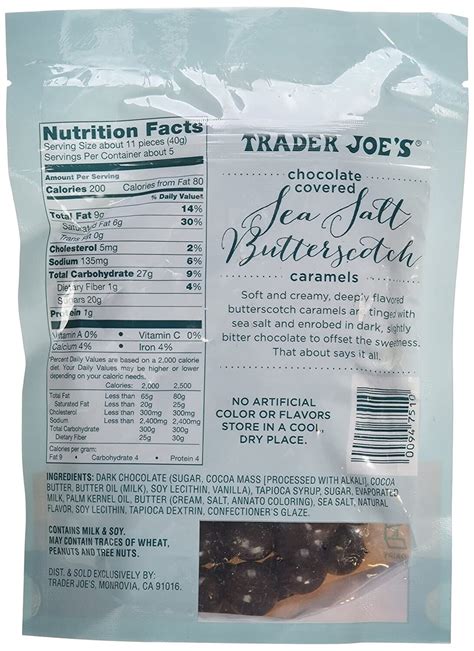 Nutrition Facts
Serving Size about 11 pieces (40g)
Servings Per Container about 5
Amount Per Serving
Calories 200 Calories from Fat 80
% Daily Value*
Total Fat 9g 14%
Saturated Fat 6g 30%
Trans Fat 0g
Cholesterol 5mg 2%
Sodium 135mg 6%
Total Carbohydrate 27g 9%
Dietary Fiber 1g 4%
Sugars 20g
Protein 1g
Vitamin A 0% • Vitamin C 0%
Calcium 4% • Iron 4%
*Percent Daily Values are based on a 2,000 calorie
diet. Your Daily Values may be higher or lower
depending on your calorie needs.
Calories: 2,000 2,500
Total Fat Less than 65g 80g
Saturated Fat Less than 20g 25g
Cholesterol Less than 300mg 300mg
Sodium Less than 2,400mg 2,400mg
Total Carbohydrate 300g
Dietary Fiber 25g 30g
Calories per gram:
Fat 9 • Carbohydrate 4 • Protein 4
TRADER JOE'S®
chocolate
covered
Sea Salt
Butterscotch
caramels
Soft and creamy, deeply flavored
butterscotch caramels are tinged with
sea salt and enrobed in dark, slightly
bitter chocolate to offset the sweetness.
That about says it all.
NO ARTIFICIAL
COLOR OR FLAVORS
STORE IN A COOL,
DRY PLACE.
INGREDIENTS: DARK CHOCOLATE (SUGAR, COCOA MASS [PROCESSED WITH ALKALI], COCOA
BUTTER, BUTTER OIL (MILK), SOY LECITHIN, VANILLA), TAPIOCA SYRUP, SUGAR, EVAPORATED
MILK, PALM KERNEL OIL, BUTTER (CREAM, SALT, ANNATO COLORING), SEA SALT, NATURAL
FLAVOR, SOY LECITHIN, TAPIOCA DEXTRIN, CONFECTIONER'S GLAZE.
CONTAINS MILK & SOY.
MAY CONTAIN TRACES OF WHEAT,
PEANUTS AND TREE NUTS.
DIST. & SOLD EXCLUSIVELY BY:
TRADER JOE'S, MONROVIA, CA 91016.